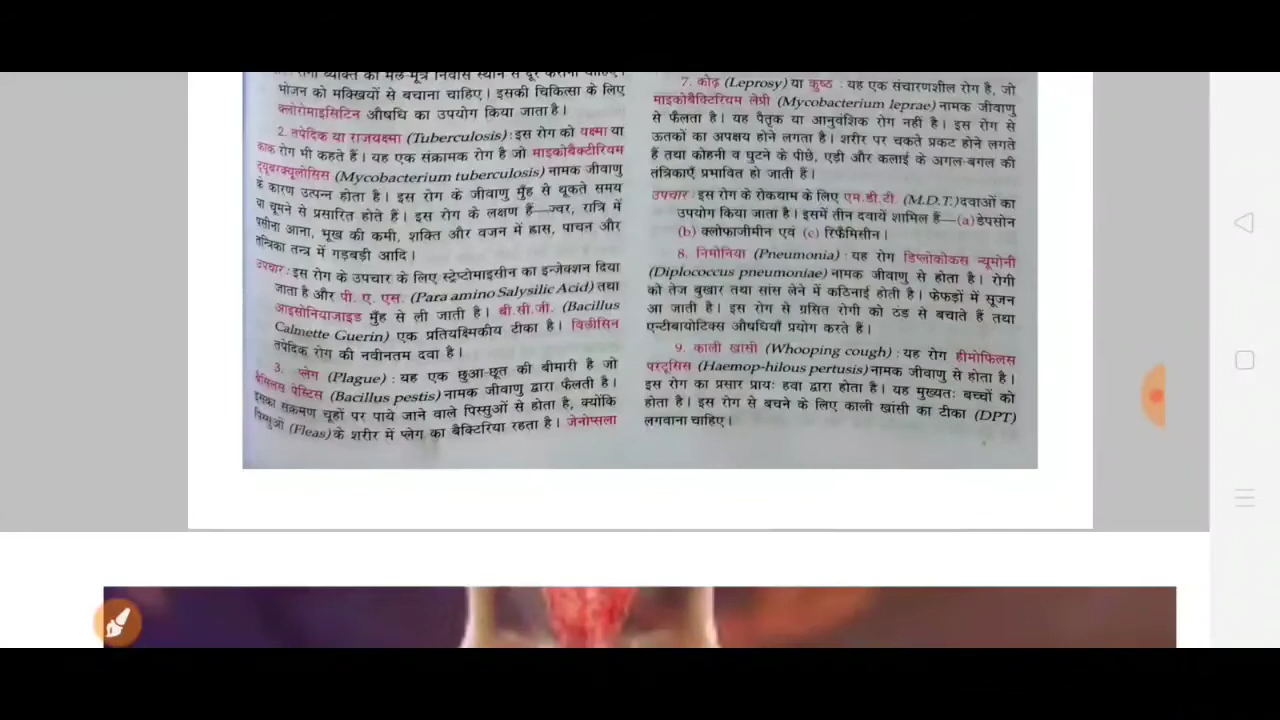 रोगी व्यक्ति को मल-मूत्र निवास स्थान से दूर कराना चाहिए।
भोजन को मक्खियों से बचाना चाहिए। इसकी चिकित्सा के लिए
क्लोरोमाइसिटिन औषधि का उपयोग किया जाता है।
2. तपेदिक या राजयक्ष्मा (Tuberculosis) : इस रोग को यक्ष्मा या
काक रोग भी कहते हैं। यह एक संक्रामक रोग है जो माइकोबैक्टीरियम
ट्यूबरक्यूलोसिस (Mycobacterium tuberculosis) नामक जीवाणु
के कारण उत्पन्न होता है। इस रोग के जीवाणु मुँह से थूकते समय
या चूमने से प्रसारित होते हैं। इस रोग के लक्षण हैं—ज्वर, रात्रि में
पसीना आना, भूख की कमी, शक्ति और वजन में ह्रास, पाचन और
तन्त्रिका तन्त्र में गड़बड़ी आदि।
उपचार : इस रोग के उपचार के लिए स्ट्रेप्टोमाइसीन का इन्जेक्शन दिया
जाता है और पी. ए. एस. (Para amino Salysilic Acid) तथा
आइसोनियाजाइड मुँह से ली जाती है। बी.सी.जी. (Bacillus
Calmette Guerin) एक प्रतियक्ष्मिकीय टीका है। विलीसिन
तपेदिक रोग की नवीनतम दवा है।
3. प्लेग (Plague) : यह एक छुआ-छूत की बीमारी है जो
बैसिलस पेस्टिस (Bacillus pestis) नामक जीवाणु द्वारा फैलती है।
इसका संक्रमण चूहों पर पाये जाने वाले पिस्सुओं से होता है, क्योंकि
पिस्सुओं (Fleas) के शरीर में प्लेग का बैक्टिरिया रहता है। जेनोप्सला
7. कोढ़ (Leprosy) या कुष्ठ : यह एक संचारणशील रोग है, जो
माइकोबैक्टिरियम लेप्री (Mycobacterium leprae) नामक जीवाणु
से फैलता है। यह पैतृक या आनुवंशिक रोग नहीं है। इस रोग से
ऊतकों का अपक्षय होने लगता है। शरीर पर चकते प्रकट होने लगते
हैं तथा कोहनी व घुटने के पीछे, एड़ी और कलाई के अगल-बगल की
तंत्रिकाएँ प्रभावित हो जाती हैं।
उपचार : इस रोग के रोकथाम के लिए एम.डी.टी. (M.D.T.) दवाओं का
उपयोग किया जाता है। इसमें तीन दवायें शामिल हैं—(a) डेपसोन
(b) क्लोफाजीमीन एवं (c) रिफैमिसीन।
8. निमोनिया (Pneumonia) : यह रोग डिप्लोकोकस न्यूमोनी
(Diplococcus pneumoniae) नामक जीवाणु से होता है। रोगी
को तेज बुखार तथा सांस लेने में कठिनाई होती है। फेफड़ों में सूजन
आ जाती है। इस रोग से ग्रसित रोगी को ठंड से बचाते हैं तथा
एन्टीबायोटिक्स औषधियाँ प्रयोग करते हैं।
9. काली खांसी (Whooping cough) : यह रोग हीमोफिलस
परटूसिस (Haemop-hilous pertusis) नामक जीवाणु से होता है।
इस रोग का प्रसार प्रायः हवा द्वारा होता है। यह मुख्यतः बच्चों को
होता है। इस रोग से बचने के लिए काली खांसी का टीका (DPT)
लगवाना चाहिए।